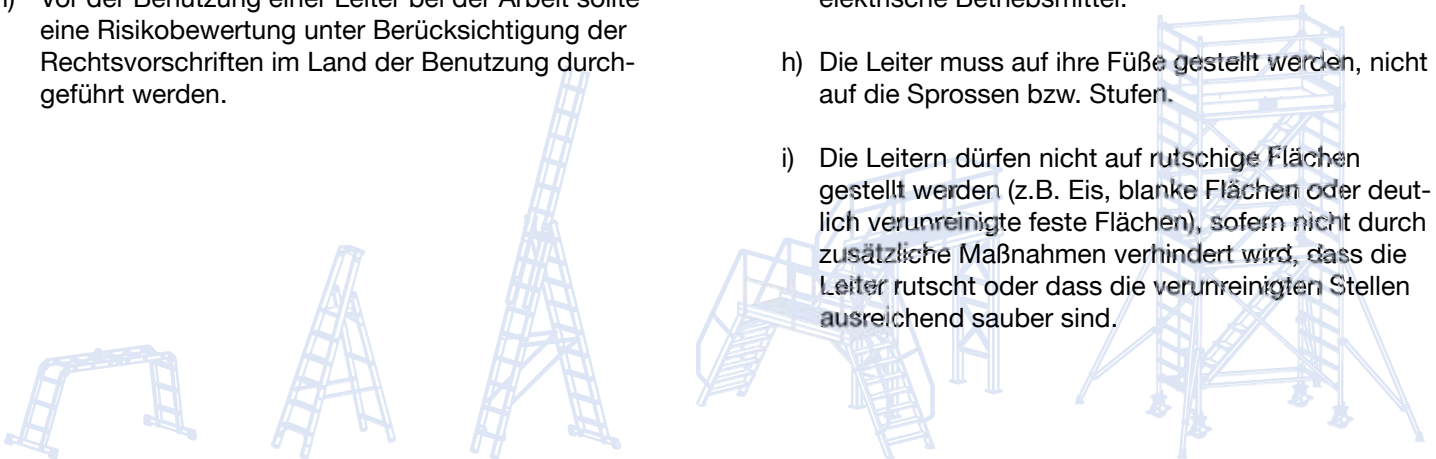 Vor der Benutzung einer Leiter bei der Arbeit sollte
eine Risikobewertung unter Berücksichtigung der
Rechtsvorschriften im Land der Benutzung durch-
geführt werden.
elektrische Betriebsmittel.
h) Die Leiter muss auf ihre Füße gestellt werden, nicht
auf die Sprossen bzw. Stufen.
i) Die Leitern dürfen nicht auf rutschige Flächen
gestellt werden (z.B. Eis, blanke Flächen oder deut-
lich verunreinigte feste Flächen), sofern nicht durch
zusätzliche Maßnahmen verhindert wird, dass die
Leiter rutscht oder dass die verunreinigten Stellen
ausreichend sauber sind.